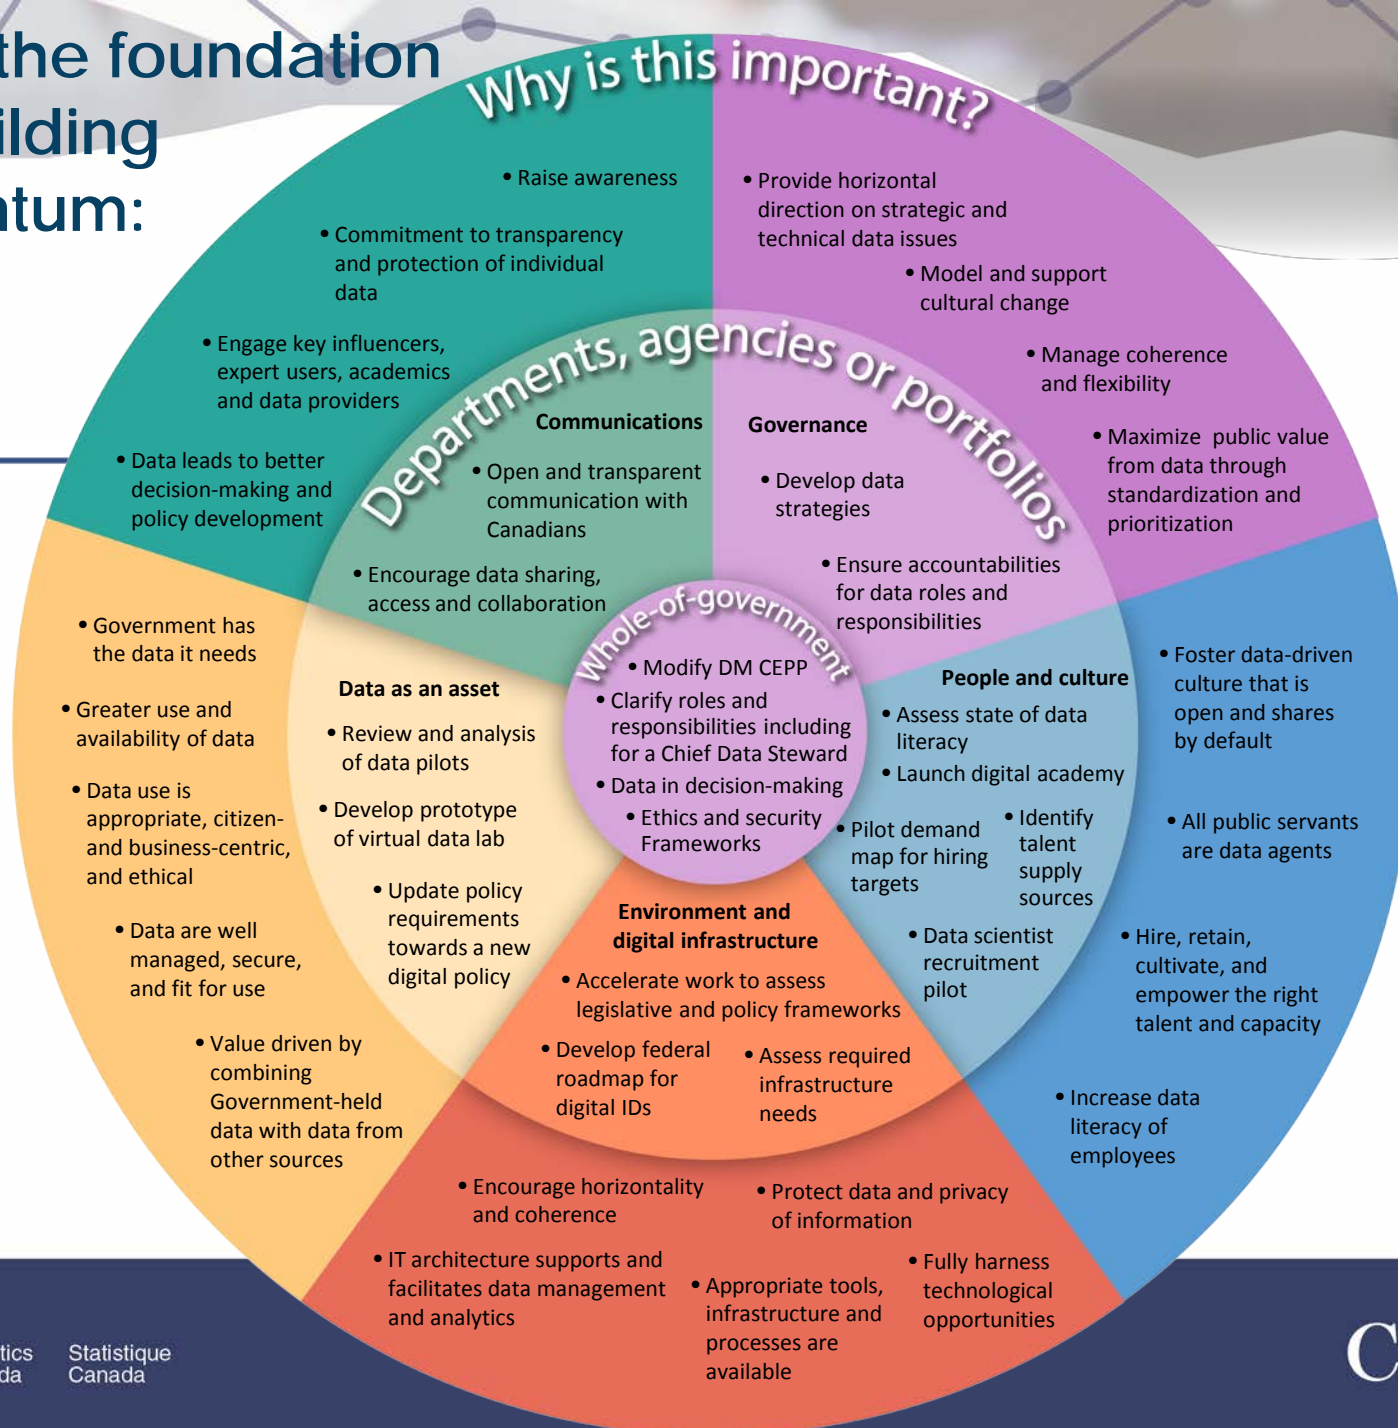 the foundation
ilding
ntum:
Why is this important?
• Raise awareness
• Commitment to transparency
and protection of individual
data
• Engage key influencers,
expert users, academics
and data providers
• Data leads to better
decision-making and
policy development
• Provide horizontal
direction on strategic and
technical data issues
• Model and support
cultural change
• Manage coherence
and flexibility
• Maximize public value
from data through
standardization and
prioritization
Departments, agencies or portfolios
Communications
• Open and transparent
communication with
Canadians
• Encourage data sharing,
access and collaboration
Governance
• Develop data
strategies
• Ensure accountabilities
for data roles and
responsibilities
Whole-of-government
• Modify DM CEPP
• Clarify roles and
responsibilities including
for a Chief Data Steward
• Data in decision-making
• Ethics and security
Frameworks
• Government has
the data it needs
• Greater use and
availability of data
• Data use is
appropriate, citizen-
and business-centric,
and ethical
• Data are well
managed, secure,
and fit for use
• Value driven by
combining
Government-held
data with data from
other sources
Data as an asset
• Review and analysis
of data pilots
• Develop prototype
of virtual data lab
• Update policy
requirements
towards a new
digital policy
People and culture
• Assess state of data
literacy
• Launch digital academy
• Pilot demand
map for hiring
targets
• Identify
talent
supply
sources
• Data scientist
recruitment
pilot
• Foster data-driven
culture that is
open and shares
by default
• All public servants
are data agents
• Hire, retain,
cultivate, and
empower the right
talent and capacity
• Increase data
literacy of
employees
Environment and
digital infrastructure
• Accelerate work to assess
legislative and policy frameworks
• Develop federal
roadmap for
digital IDs
• Assess required
infrastructure
needs
• Encourage horizontality
and coherence
• Protect data and privacy
of information
• IT architecture supports and
facilitates data management
and analytics
• Appropriate tools,
infrastructure and
processes are
available
• Fully harness
technological
opportunities
tics
da
Statistique
Canada
C